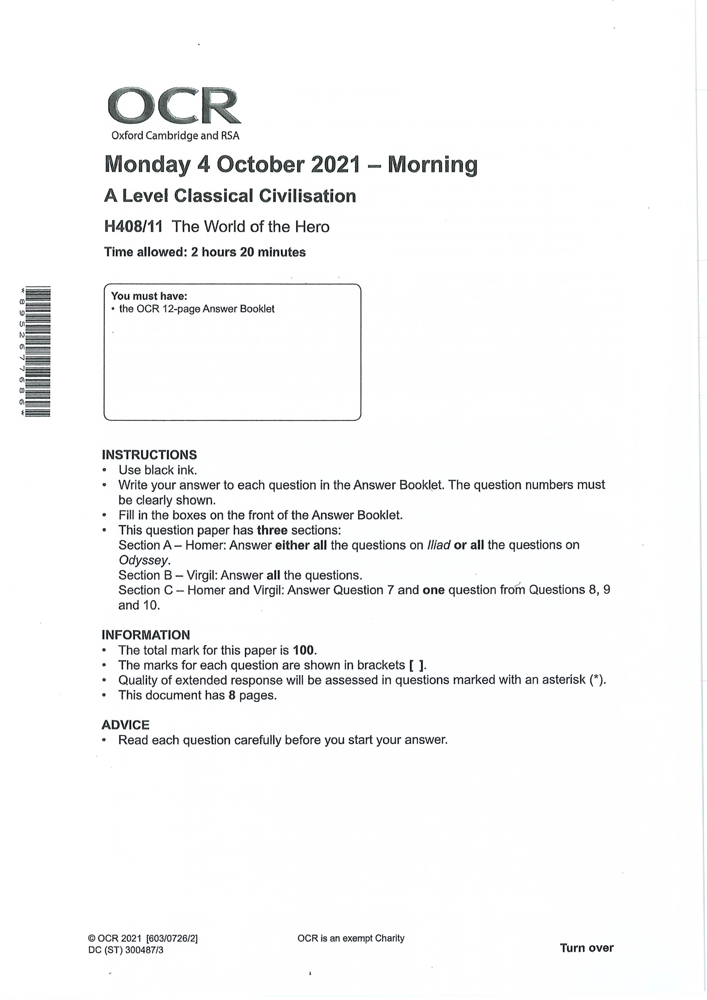 OCR
Oxford Cambridge and RSA
Monday 4 October 2021 – Morning
A Level Classical Civilisation
H408/11 The World of the Hero
Time allowed: 2 hours 20 minutes
*8952677686*
You must have:
• the OCR 12-page Answer Booklet
INSTRUCTIONS
• Use black ink.
• Write your answer to each question in the Answer Booklet. The question numbers must
be clearly shown.
• Fill in the boxes on the front of the Answer Booklet.
• This question paper has three sections:
Section A – Homer: Answer either all the questions on Iliad or all the questions on
Odyssey.
Section B – Virgil: Answer all the questions.
Section C – Homer and Virgil: Answer Question 7 and one question from Questions 8, 9
and 10.
INFORMATION
• The total mark for this paper is 100.
• The marks for each question are shown in brackets [ ].
• Quality of extended response will be assessed in questions marked with an asterisk (*).
• This document has 8 pages.
ADVICE
• Read each question carefully before you start your answer.
© OCR 2021 [603/0726/2]
DC (ST) 300487/3
OCR is an exempt Charity
Turn over